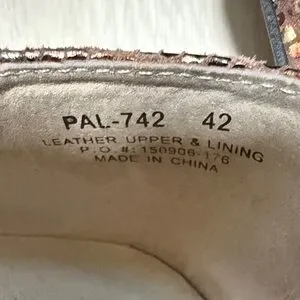 PAL-742 42
LEATHER UPPER & LINING
P.O.#:150906-176
MADE IN CHINA